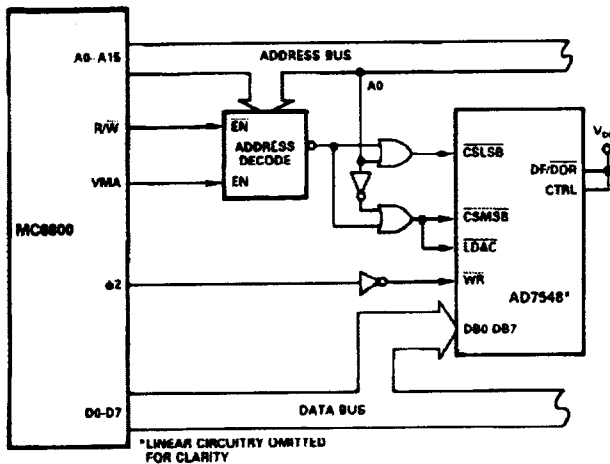 A0-A15
ADDRESS BUS
A0
R/W
EN
ADDRESS
DECODE
VMA
EN
MC6800
CSLSB
CSMSB
LDAC
WR
DF/DOR
CTRL
AD7548*
ϕ2
DB0-DB7
D0-D7
DATA BUS
*LINEAR CIRCUITRY OMITTED
FOR CLARITY